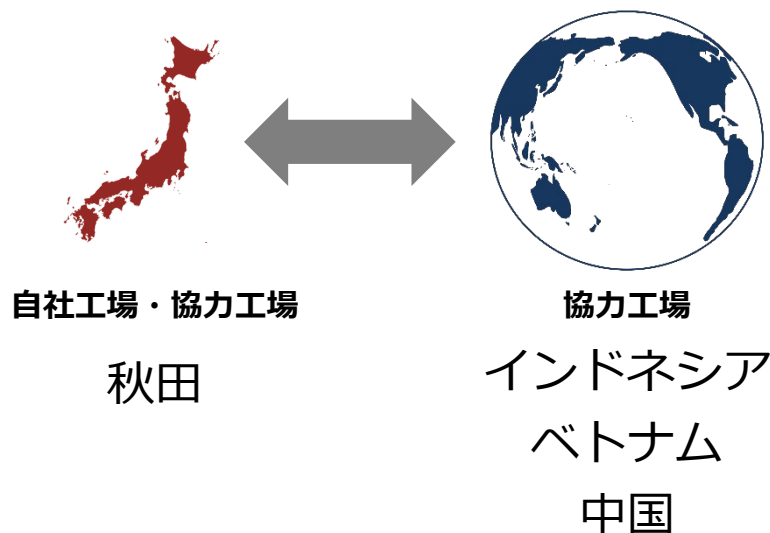 自社工場・協力工場
秋田
協力工場
インドネシア
ベトナム
中国